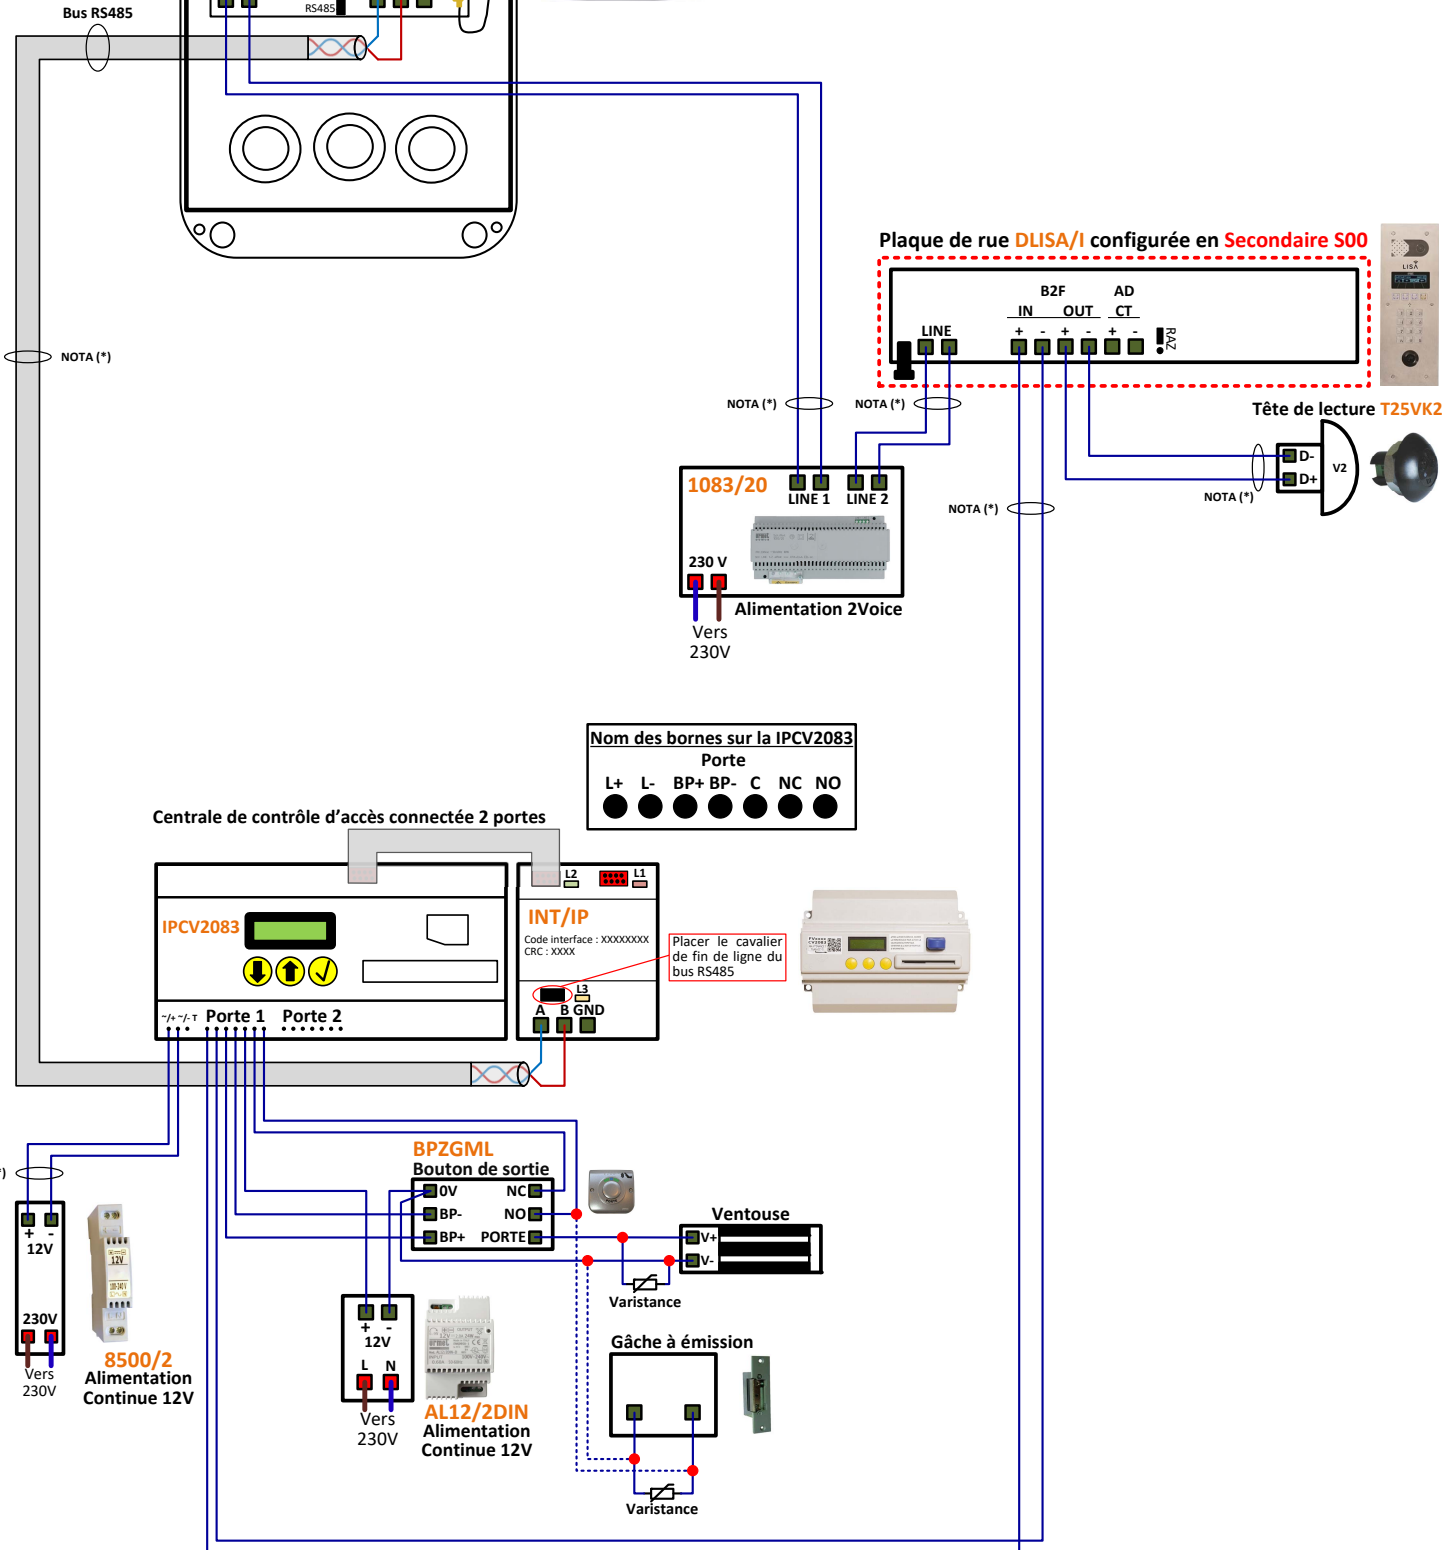 Bus RS485
RS485
NOTA (*)
Plaque de rue DLISA/I configurée en Secondaire S00
B2F
AD
IN
OUT
CT
LINE
+ - + - + -
RAZ
LISA
NOTA (*)
NOTA (*)
Tête de lecture T25VK2
D-
D+
V2
NOTA (*)
NOTA (*)
1083/20
LINE 1
LINE 2
230 V
Alimentation 2Voice
Vers
230V
Nom des bornes sur la IPCV2083
Porte
L+ L- BP+ BP- C NC NO
Centrale de contrôle d'accès connectée 2 portes
IPCV2083
L2
L1
INT/IP
Code interface : XXXXXXXX
CRC : XXXX
Placer le cavalier
de fin de ligne du
bus RS485
L3
A B GND
~/+ ~/- T
Porte 1
Porte 2
*)
+ -
12V
230V
Vers
230V
12V
8500/2
Alimentation
Continue 12V
BPZGML
Bouton de sortie
0V
NC
BP-
NO
BP+
PORTE
Ventouse
V+
V-
Varistance
+ -
12V
L N
Vers
230V
AL12/2DIN
Alimentation
Continue 12V
Gâche à émission
Varistance